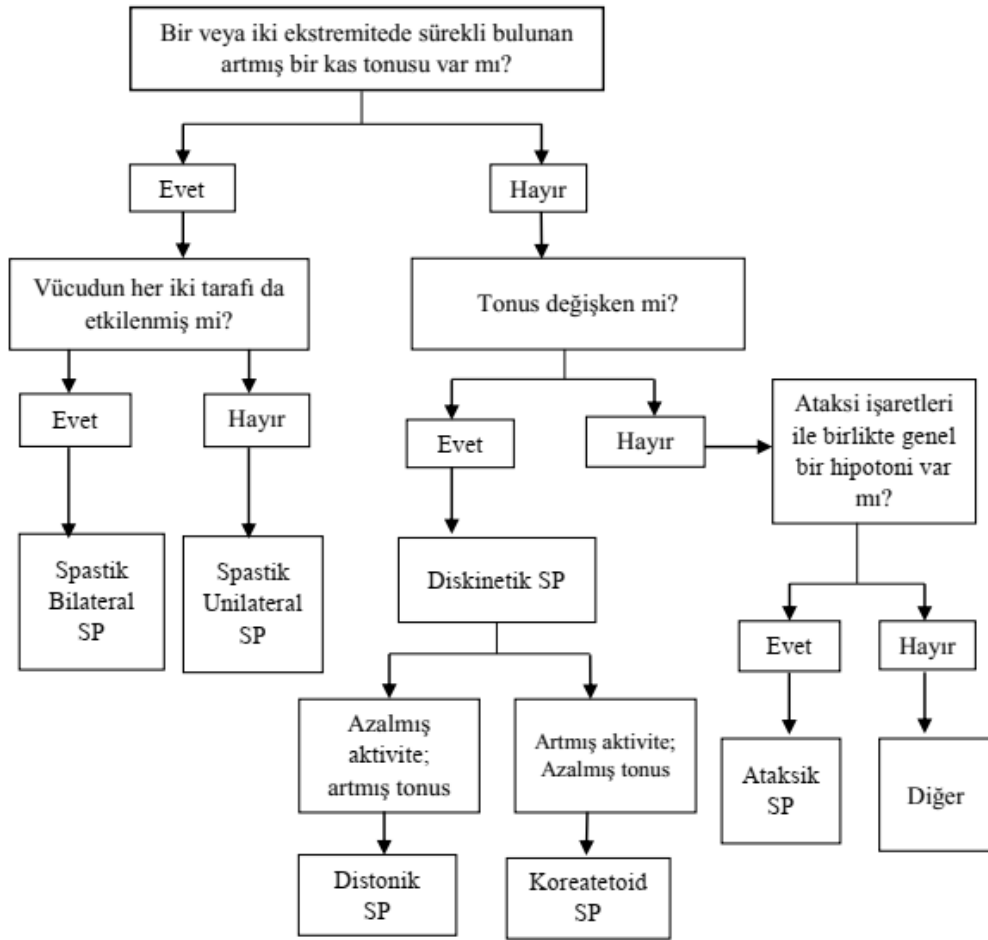 Bir veya iki ekstremitede sürekli bulunan
artmış bir kas tonusu var mı?
Evet
Hayır
Vücudun her iki tarafı da
etkilenmiş mi?
Tonus değişken mi?
Evet
Hayır
Evet
Hayır
Ataksi işaretleri
ile birlikte genel
bir hipotoni var
mı?
Spastik
Bilateral
SP
Spastik
Unilateral
SP
Diskinetik SP
Evet
Hayır
Azalmış
aktivite;
artmış tonus
Artmış aktivite;
Azalmış tonus
Ataksik
SP
Diğer
Distonik
SP
Koreatetoid
SP